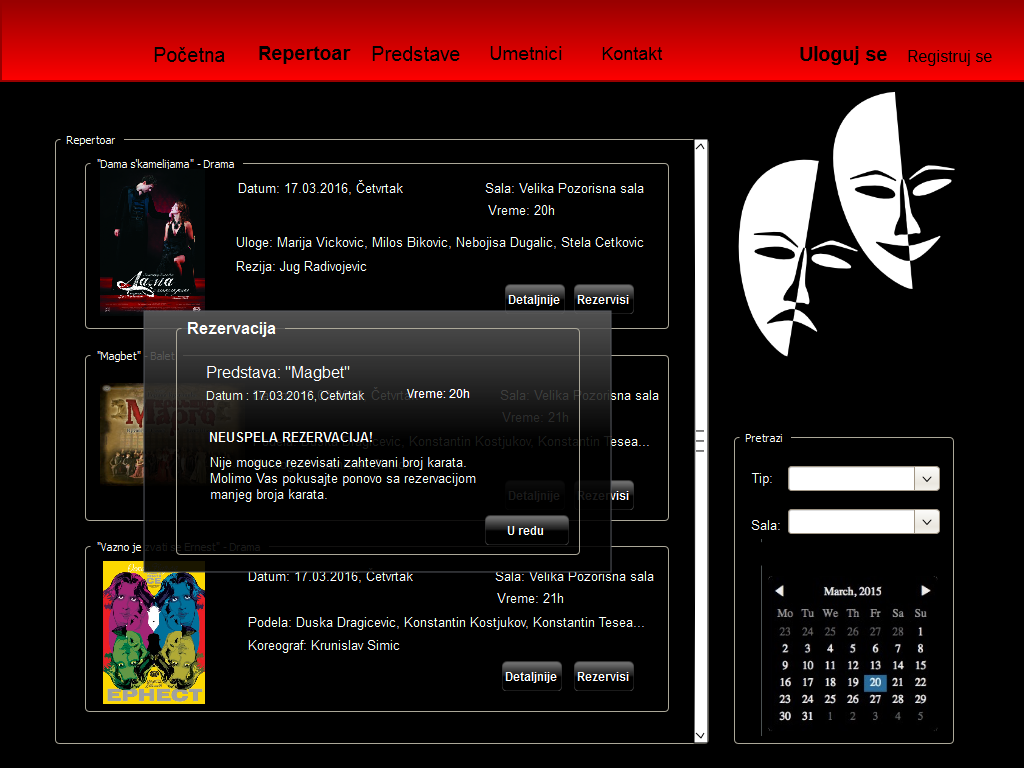 Početna Repertoar Predstave Umetnici Kontakt Uloguj se Registruj se
Repertoar
"Dama s'kamelijama" - Drama
Datum: 17.03.2016, Četvrtak Sala: Velika Pozorisna sala
Vreme: 20h
Uloge: Marija Vickovic, Milos Bikovic, Nebojisa Dugalic, Stela Cetkovic
Rezija: Jug Radivojevic
Detaljnije Rezervisi
"Magbet" - Balet
Sala: Velika Pozorisna sala
Vreme: 21h
Konstantin Kostjukov, Konstantin Tesea...
Detaljnije Rezervisi
Rezervacija
Predstava: "Magbet"
Datum : 17.03.2016, Cetvrtak Vreme: 20h
NEUSPELA REZERVACIJA!
Nije moguce rezevisati zahtevani broj karata.
Molimo Vas pokusajte ponovo sa rezervacijom
manjeg broja karata.
U redu
"Vazno je zvati se Ernest" - Drama
Datum: 17.03.2016, Cetvrtak Sala: Velika Pozorisna sala
Vreme: 21h
Podela: Duska Dragicevic, Konstantin Kostjukov, Konstantin Tesea...
Koreograf: Krunislav Simic
EPHECT
Detaljnije Rezervisi
Pretrazi
Tip:
Sala:
March, 2015
Mo Tu We Th Fr Sa Su
23 24 25 26 27 28 1
2 3 4 5 6 7 8
9 10 11 12 13 14 15
16 17 18 19 20 21 22
23 24 25 26 27 28 29
30 31 1 2 3 4 5